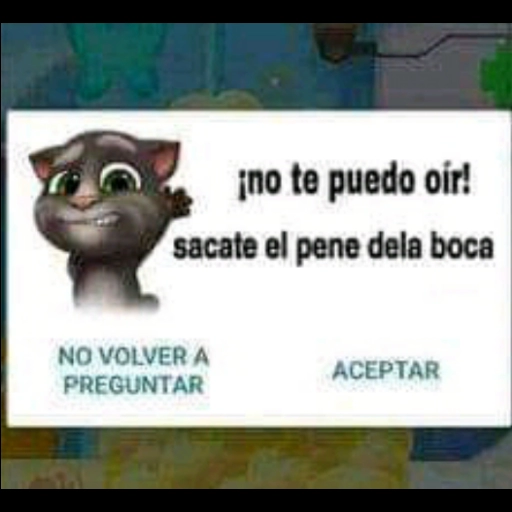 ¡no te puedo oír!
sacate el pene dela boca
NO VOLVER A
PREGUNTAR
ACEPTAR